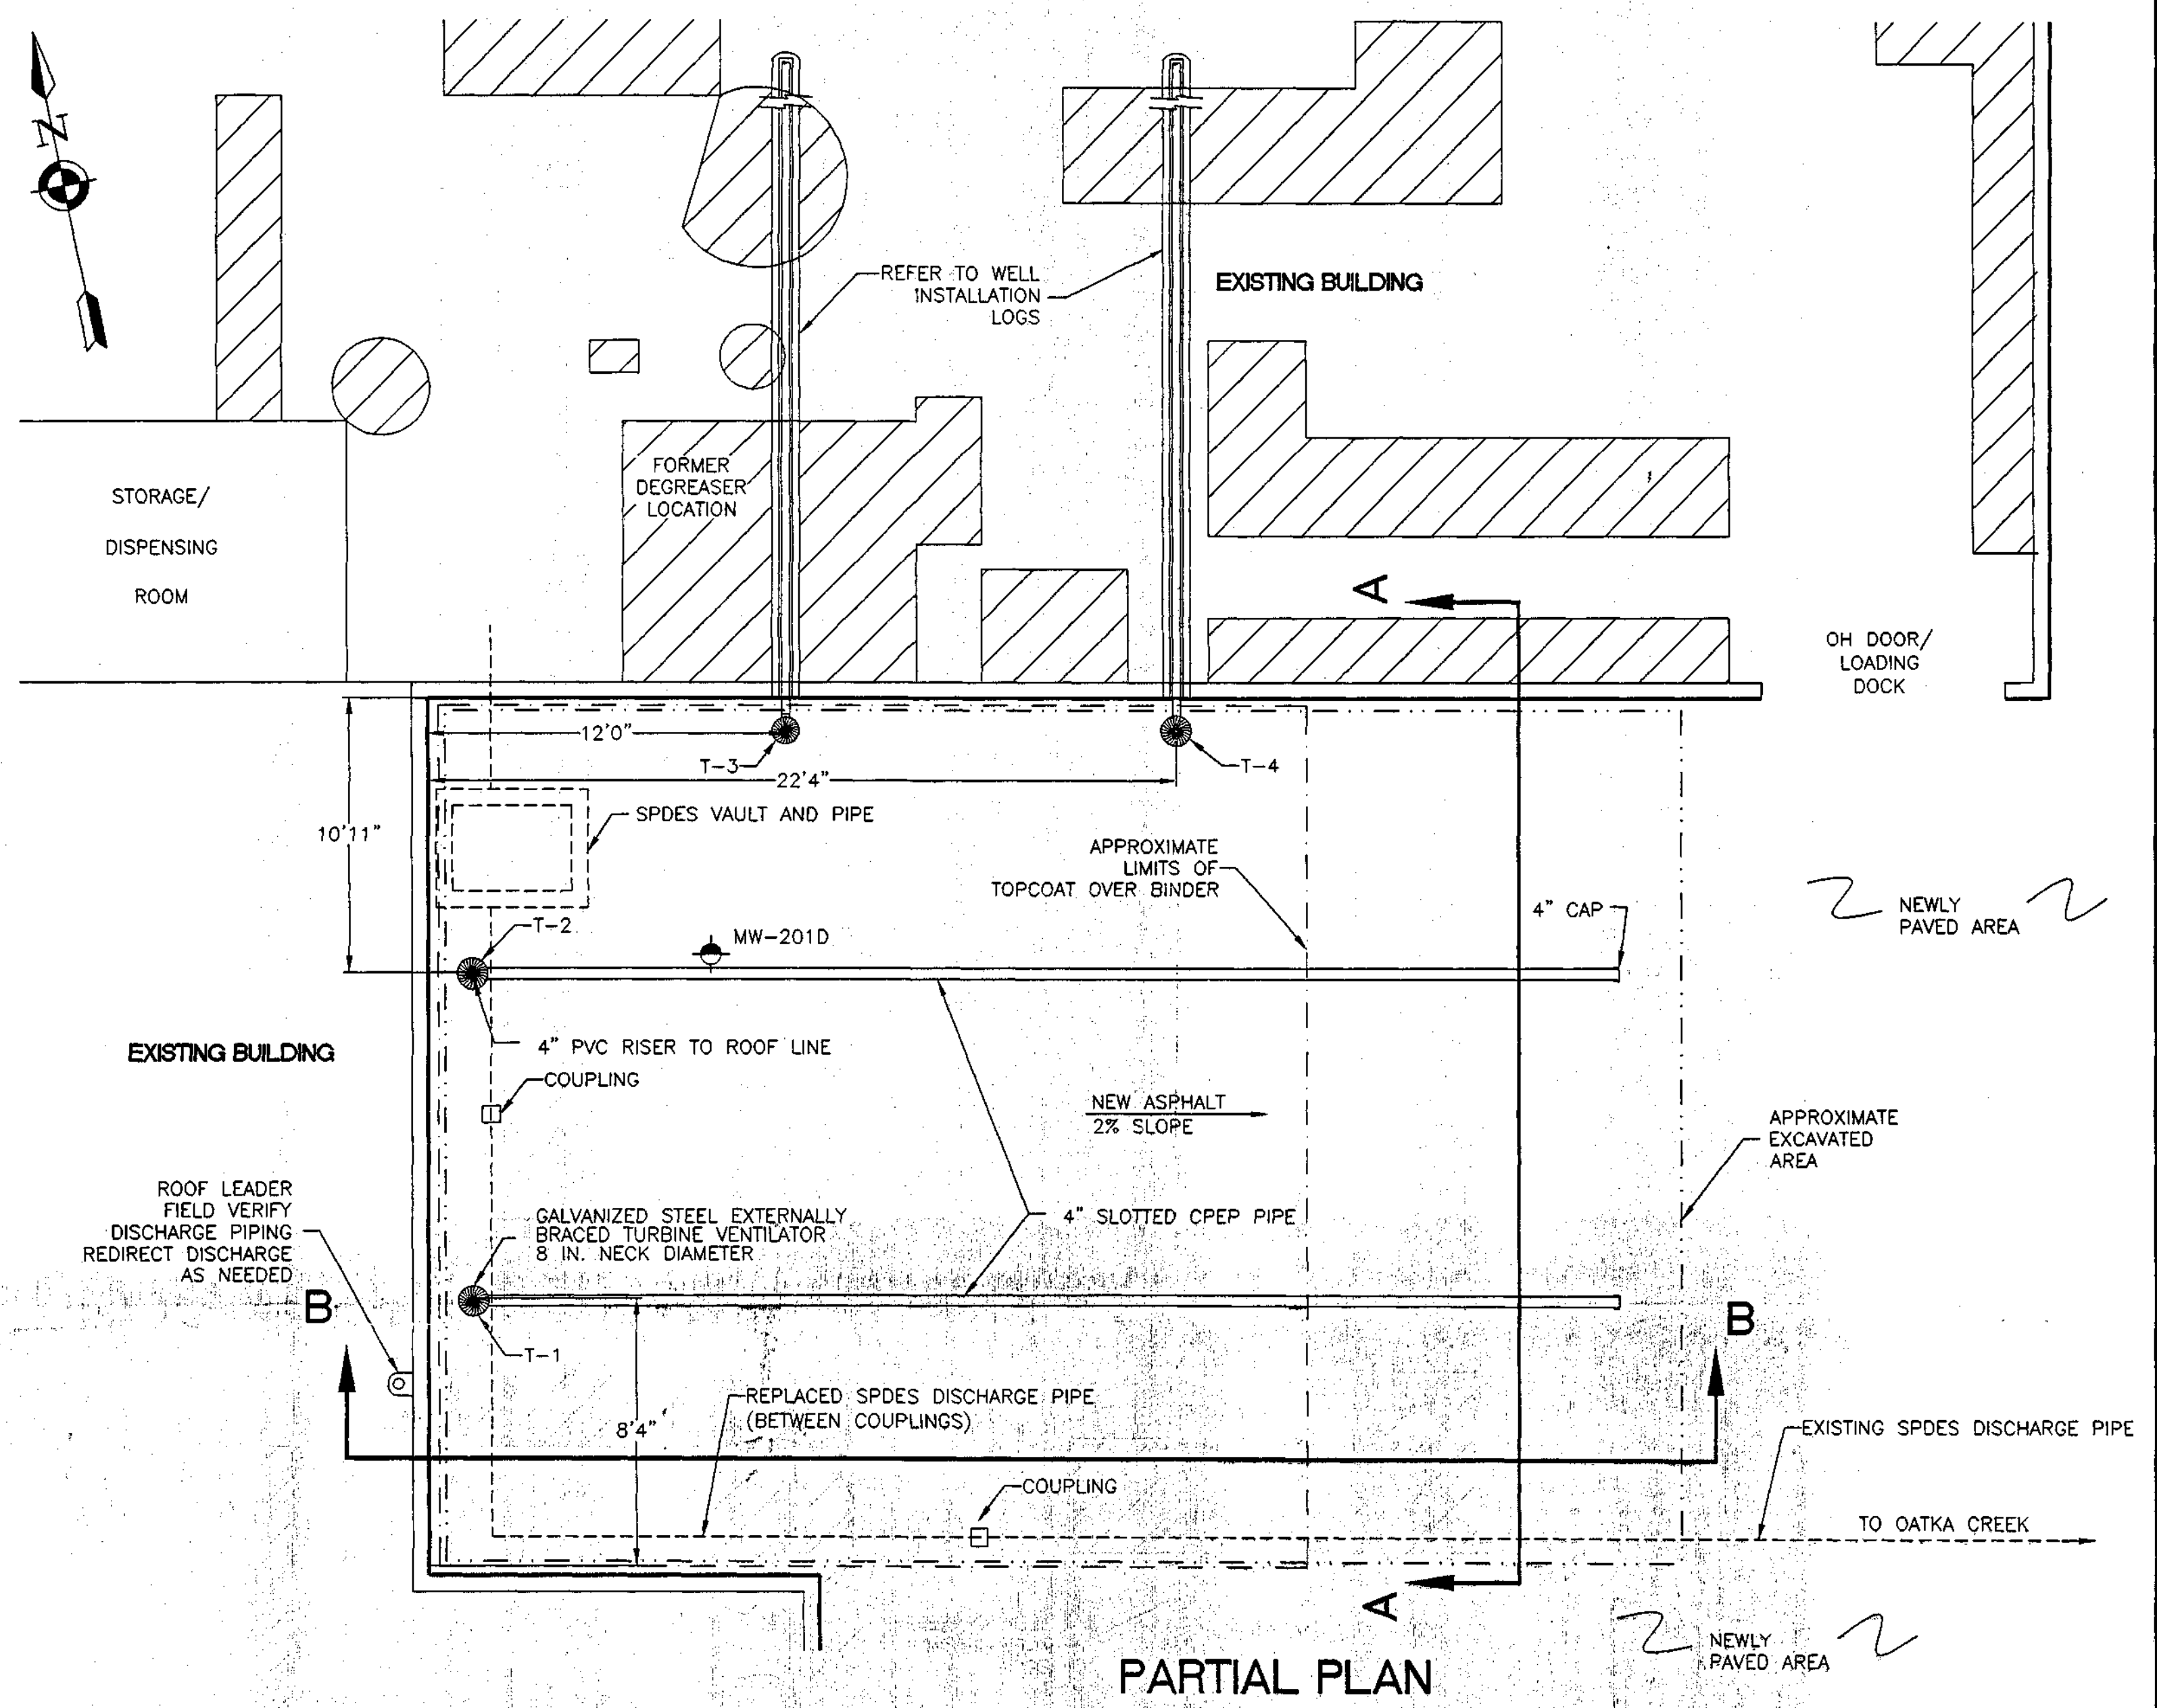 N
REFER TO WELL
INSTALLATION
LOGS
EXISTING BUILDING
FORMER
DEGREASER
LOCATION
STORAGE/
DISPENSING
ROOM
A
OH DOOR/
LOADING
DOCK
12'0"
T-3
T-4
22'4"
SPDES VAULT AND PIPE
10'11"
APPROXIMATE
LIMITS OF
TOPCOAT OVER BINDER
4" CAP
NEWLY
PAVED AREA
T-2
MW-201D
EXISTING BUILDING
4" PVC RISER TO ROOF LINE
COUPLING
NEW ASPHALT
2% SLOPE
APPROXIMATE
EXCAVATED
AREA
ROOF LEADER
FIELD VERIFY
DISCHARGE PIPING
REDIRECT DISCHARGE
AS NEEDED
GALVANIZED STEEL EXTERNALLY
BRACED TURBINE VENTILATOR
8 IN. NECK DIAMETER
4" SLOTTED CPEP PIPE
B
B
T-1
REPLACED SPDES DISCHARGE PIPE
(BETWEEN COUPLINGS)
8'4"
EXISTING SPDES DISCHARGE PIPE
COUPLING
TO OATKA CREEK
A
NEWLY
PAVED AREA
PARTIAL PLAN